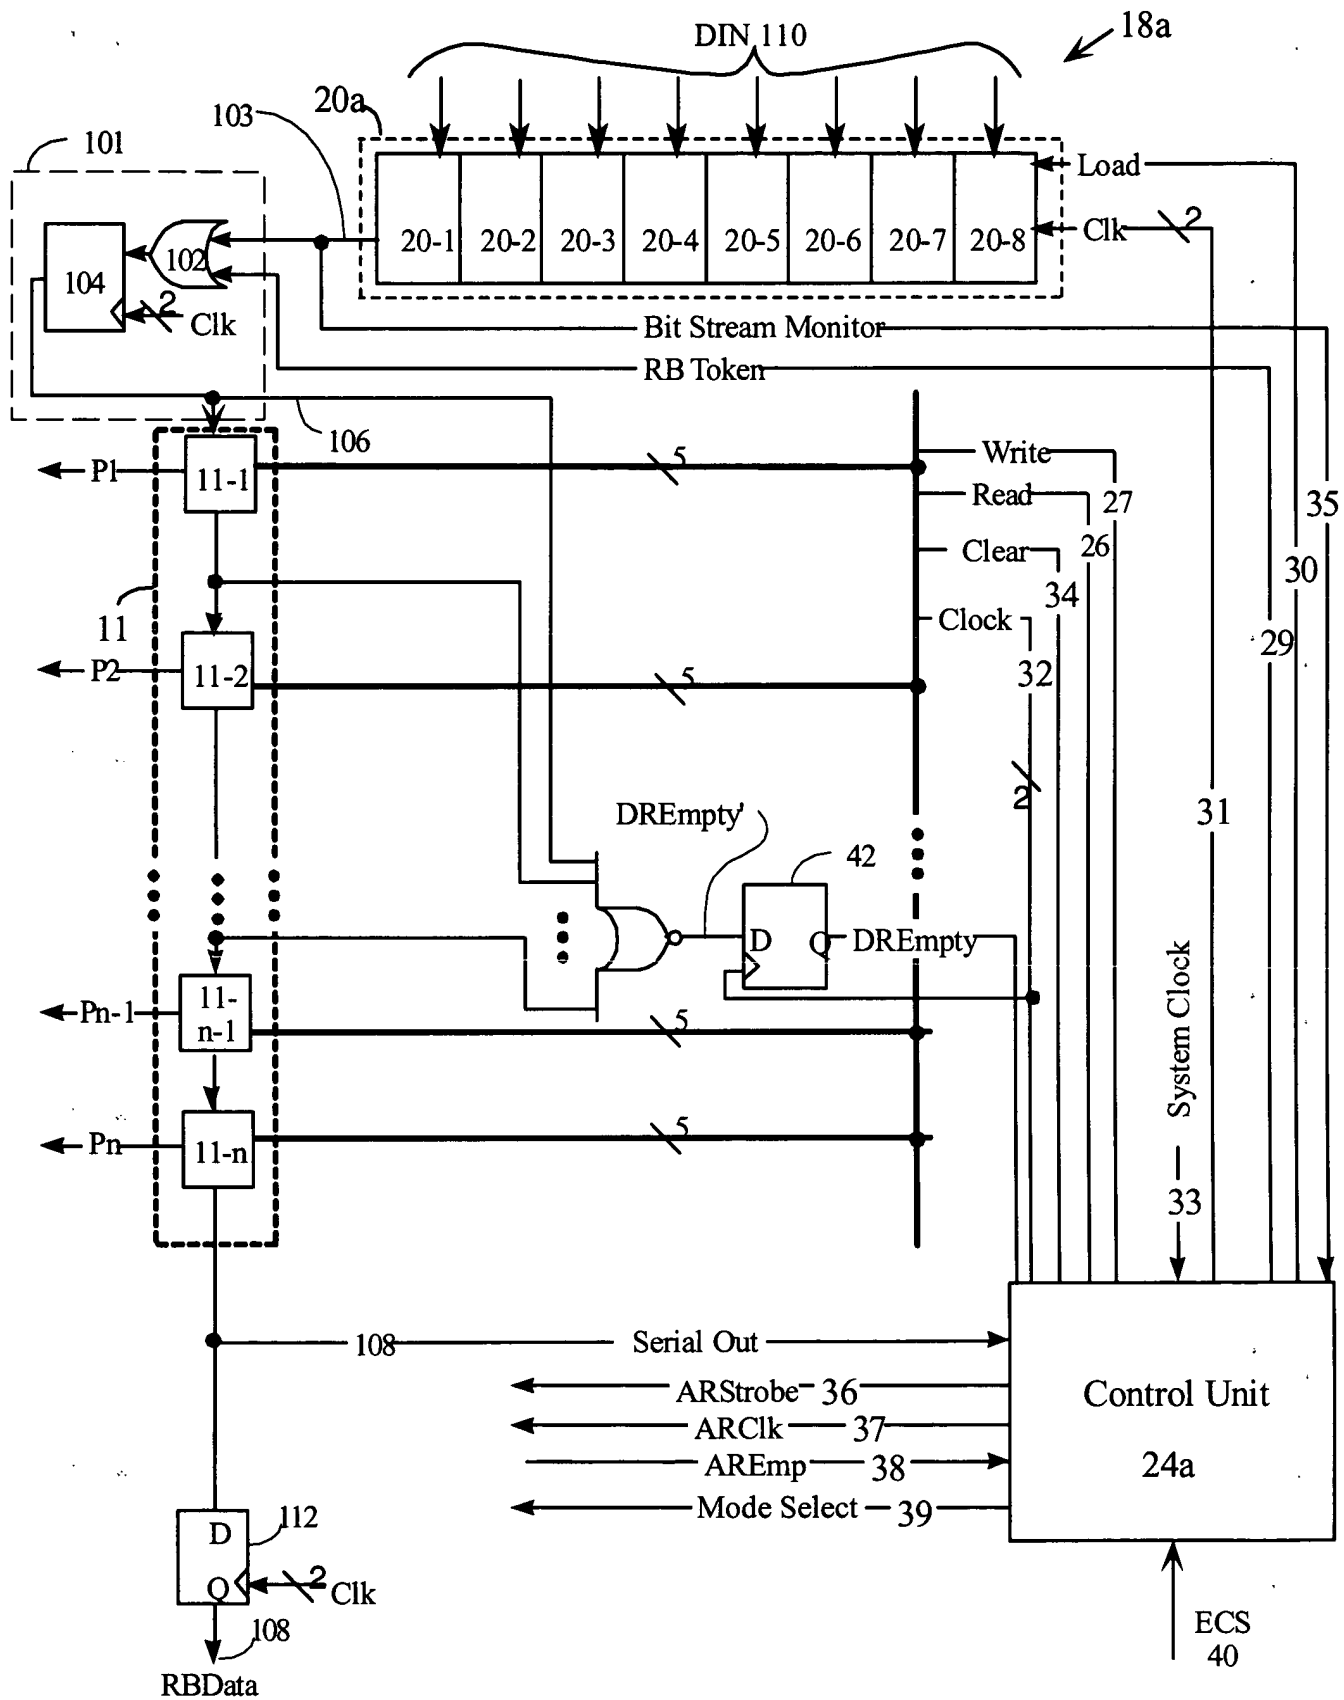 DIN 110
18a
20a
103
101
Load
20-1 20-2 20-3 20-4 20-5 20-6 20-7 20-8
Clk
2
102
104
2
Clk
Bit Stream Monitor
RB Token
106
P1
11-1
5
Write
Read
27
35
26
Clear
30
34
11
Clock
29
P2
11-2
5
32
2
31
DREmpty'
42
D Q
DREmpty
System Clock
Pn-1
11-
n-1
5
Pn
11-n
5
33
108
Serial Out
ARStrobe 36
ARClk 37
AREmp 38
Mode Select 39
Control Unit
24a
D
112
Q
2
Clk
108
RBData
ECS
40